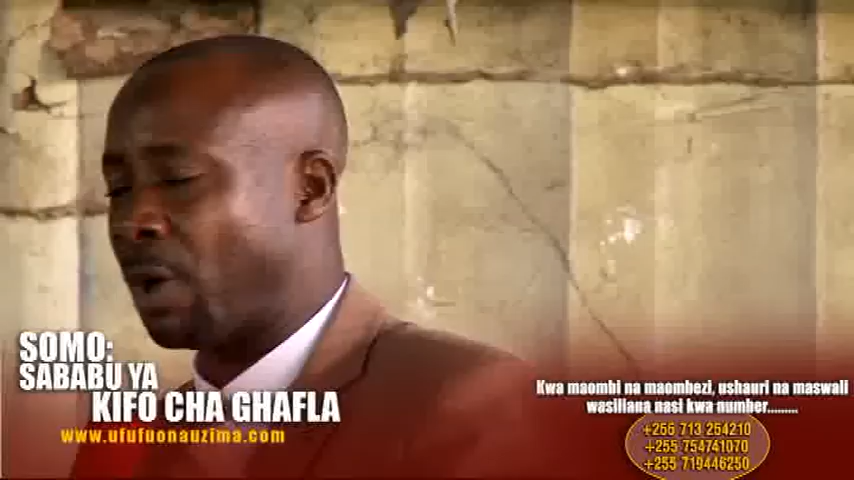 SOMO:
SABABU YA
KIFO CHA GHAFLA
www.ufufuonauzima.com
Kwa maombi na maombezi, ushauri na maswali
wasiliana nasi kwa number.........
+255 713 254210
+255 754741070
+255 719446250